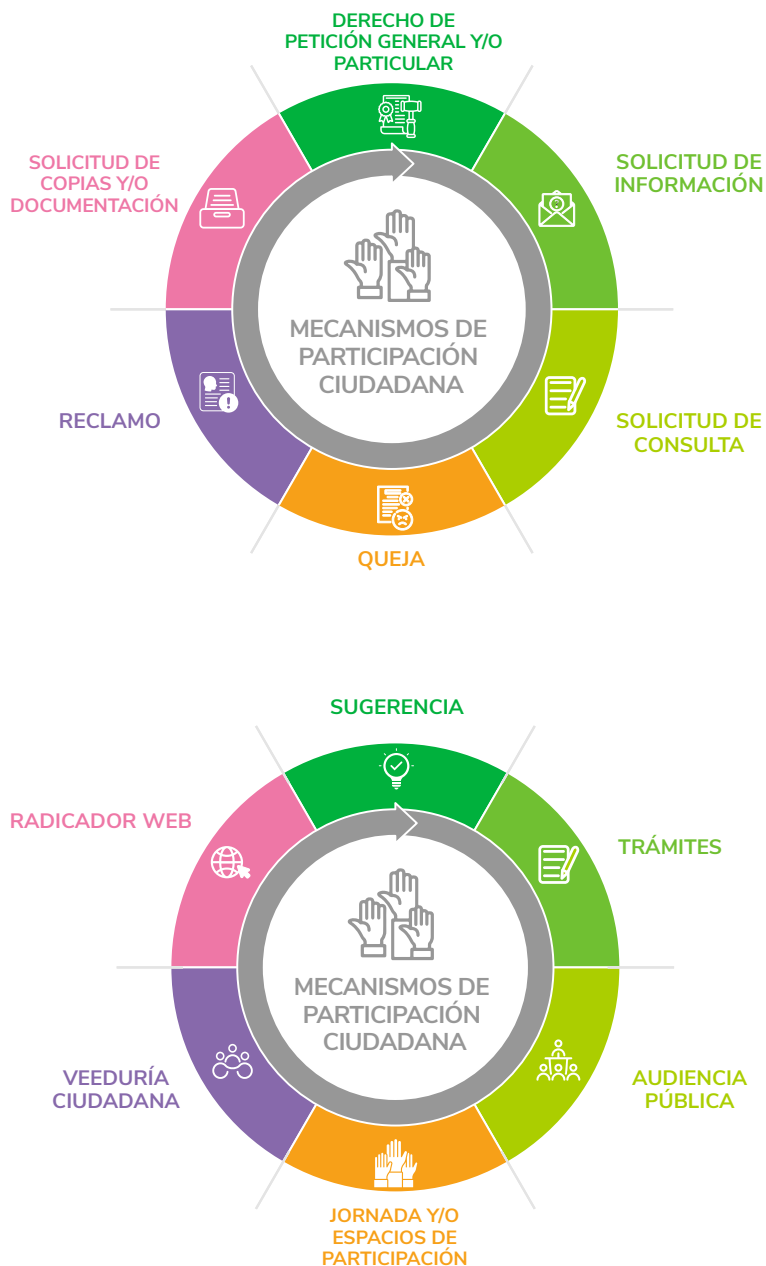 DERECHO DE
PETICIÓN GENERAL Y/O
PARTICULAR
SOLICITUD DE
INFORMACIÓN
SOLICITUD DE
CONSULTA
QUEJA
RECLAMO
SOLICITUD DE
COPIAS Y/O
DOCUMENTACIÓN
MECANISMOS DE
PARTICIPACIÓN
CIUDADANA
SUGERENCIA
TRÁMITES
AUDIENCIA
PÚBLICA
JORNADA Y/O
ESPACIOS DE
PARTICIPACIÓN
VEEDURÍA
CIUDADANA
RADICADOR WEB
MECANISMOS DE
PARTICIPACIÓN
CIUDADANA